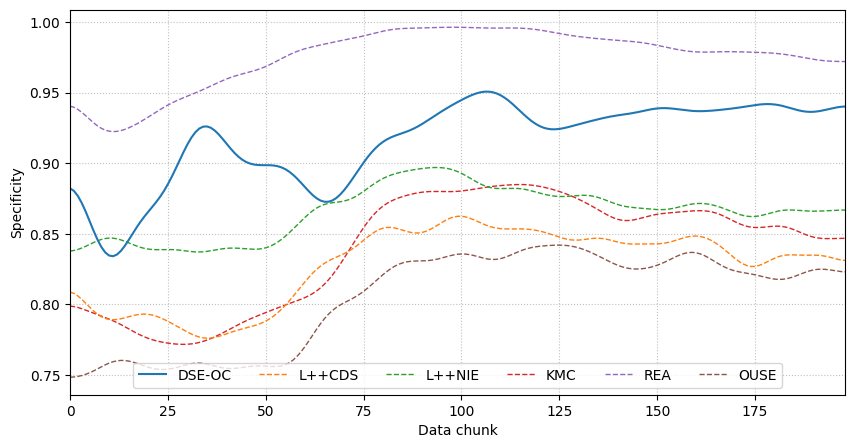 Specificity
1.00
0.95
0.90
0.85
0.80
0.75
DSE-OC L++CDS L++NIE KMC REA OUSE
0 25 50 75 100 125 150 175
Data chunk